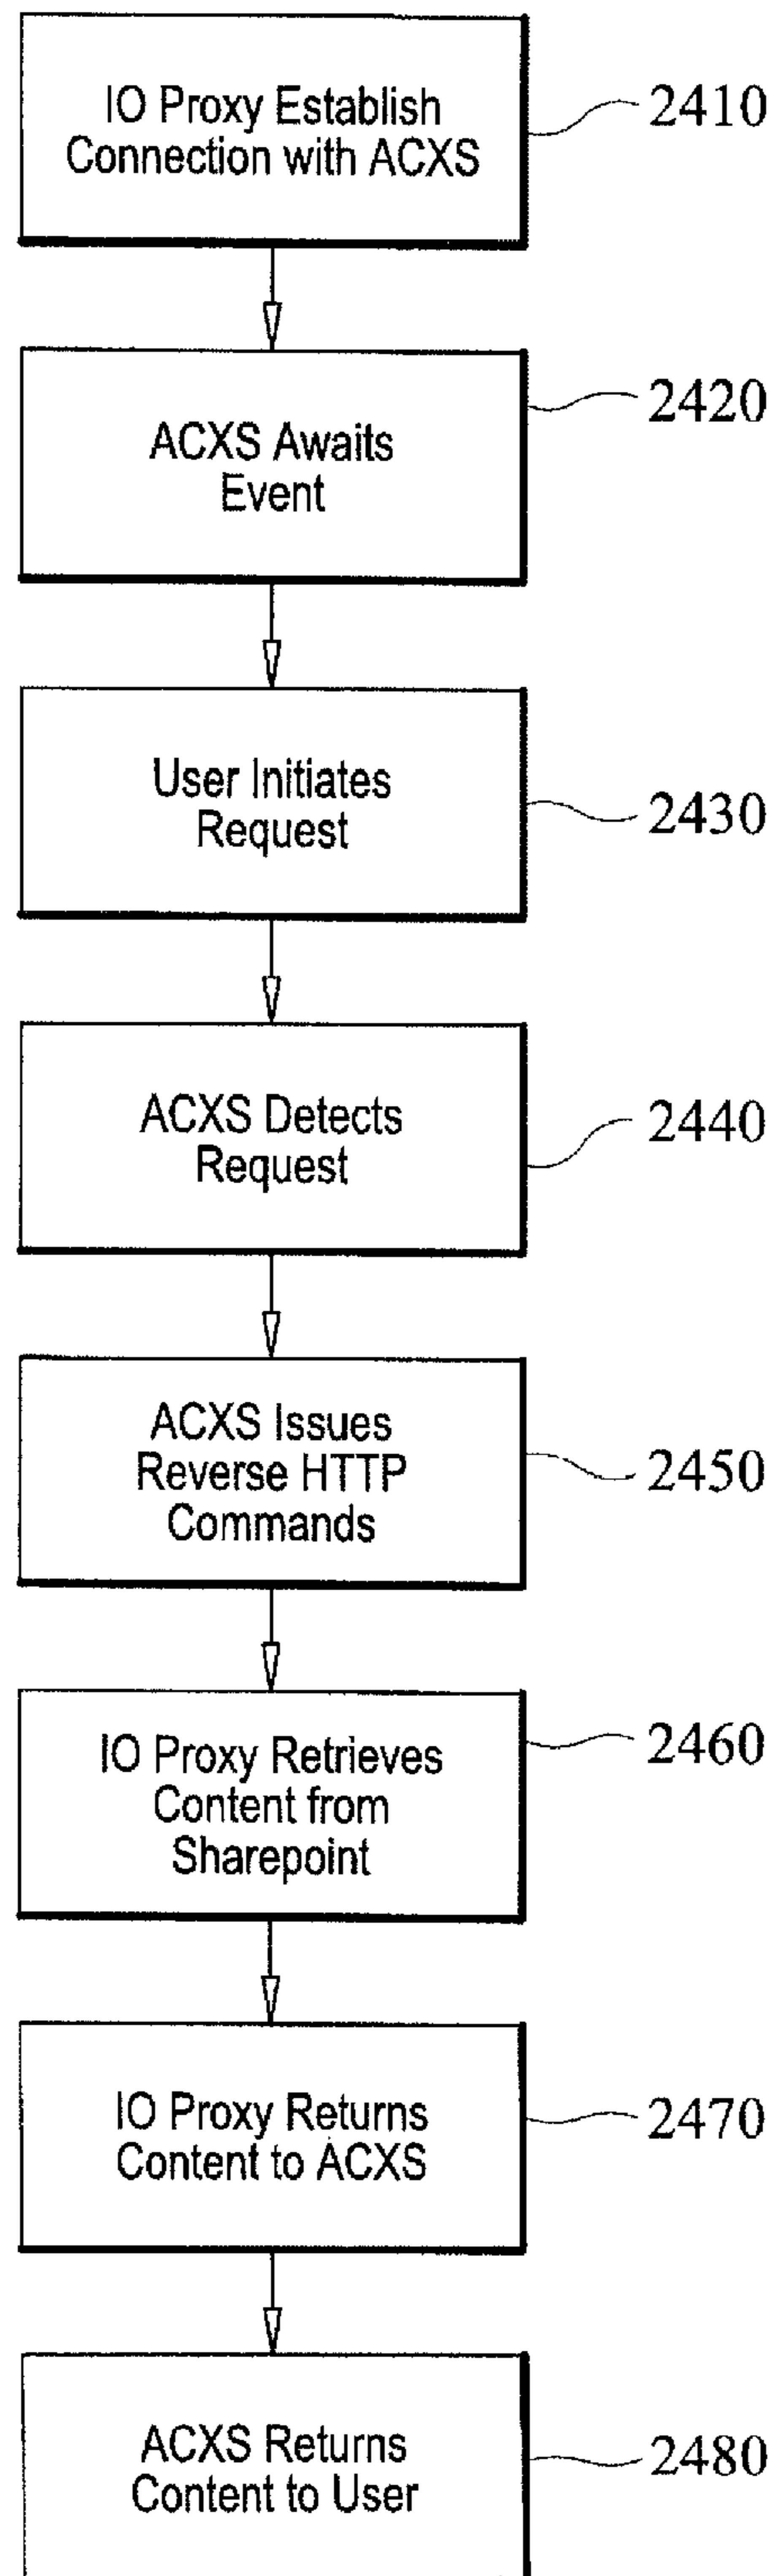 IO Proxy Establish
Connection with ACXS
2410
ACXS Awaits
Event
2420
User Initiates
Request
2430
ACXS Detects
Request
2440
ACXS Issues
Reverse HTTP
Commands
2450
IO Proxy Retrieves
Content from
Sharepoint
2460
IO Proxy Returns
Content to ACXS
2470
ACXS Returns
Content to User
2480